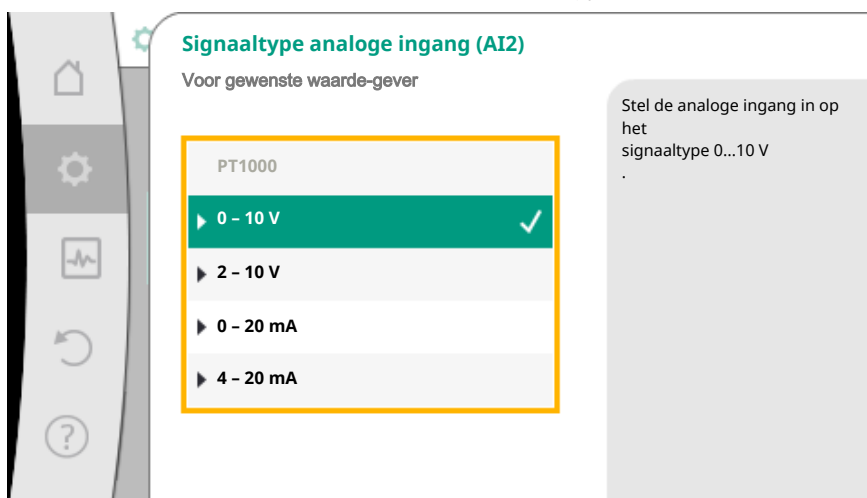 Signaaltype analoge ingang (AI2)
Voor gewenste waarde-gever
PT1000
0 – 10 V
2 – 10 V
0 – 20 mA
4 – 20 mA
Stel de analoge ingang in op
het
signaaltype 0...10 V
.